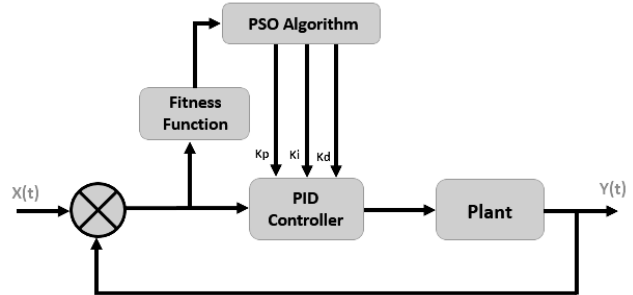 PSO Algorithm
Fitness
Function
Kp Ki Kd
X(t)
PID
Controller
Plant
Y(t)